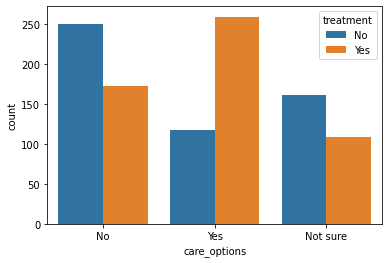 treatment
No
Yes
250
200
150
100
50
0
count
No Yes Not sure
care_options